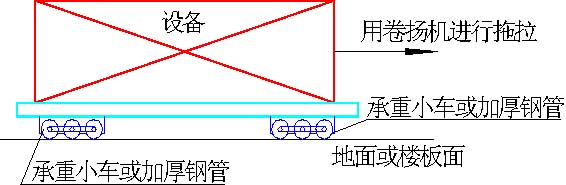 设备
用卷扬机进行拖拉
承重小车或加厚钢管
地面或楼板面
承重小车或加厚钢管